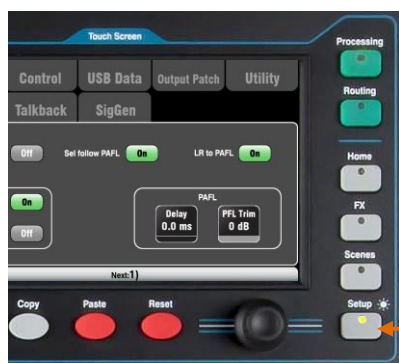 Touch Screen
Processing
Control USB Data Output Patch Utility
Routing
Talkback SigGen
Off Sel follow PAFL On LR to PAFL On
Home
PAFL
On
Delay PFL Trim
0.0 ms 0 dB
FX
Off
Scenes
Next:1)
Copy Paste Reset Setup